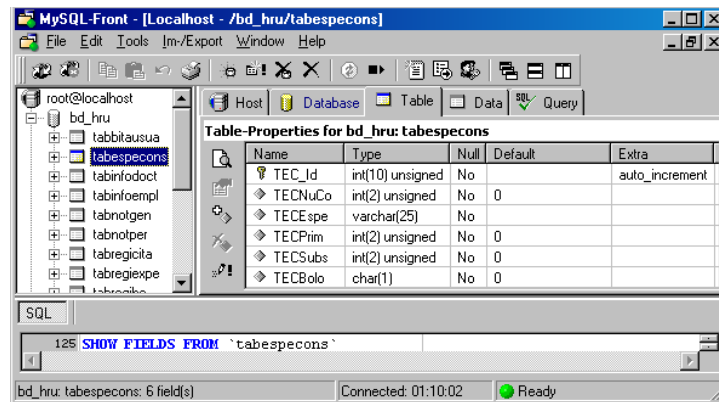 MySQL-Front - [Localhost - /bd_hru/tabespecons]
File Edit Tools Im-/Export Window Help
root@localhost
bd_hru
tabbitausua
tabespecons
tabinfodoct
tabinfoempl
tabnotgen
tabnotper
tabregicita
tabregiexpe
Host Database Table Data SQL Query
Table-Properties for bd_hru: tabespecons
Name Type Null Default Extra
TEC_Id int(10) unsigned No auto_increment
TECNuCo int(2) unsigned No 0
TECEspe varchar(25) No
TECPrim int(2) unsigned No 0
TECSubs int(2) unsigned No 0
TECBolo char(1) No 0
SQL
125 SHOW FIELDS FROM `tabespecons`
bd_hru: tabespecons: 6 field(s) Connected: 01:10:02 Ready